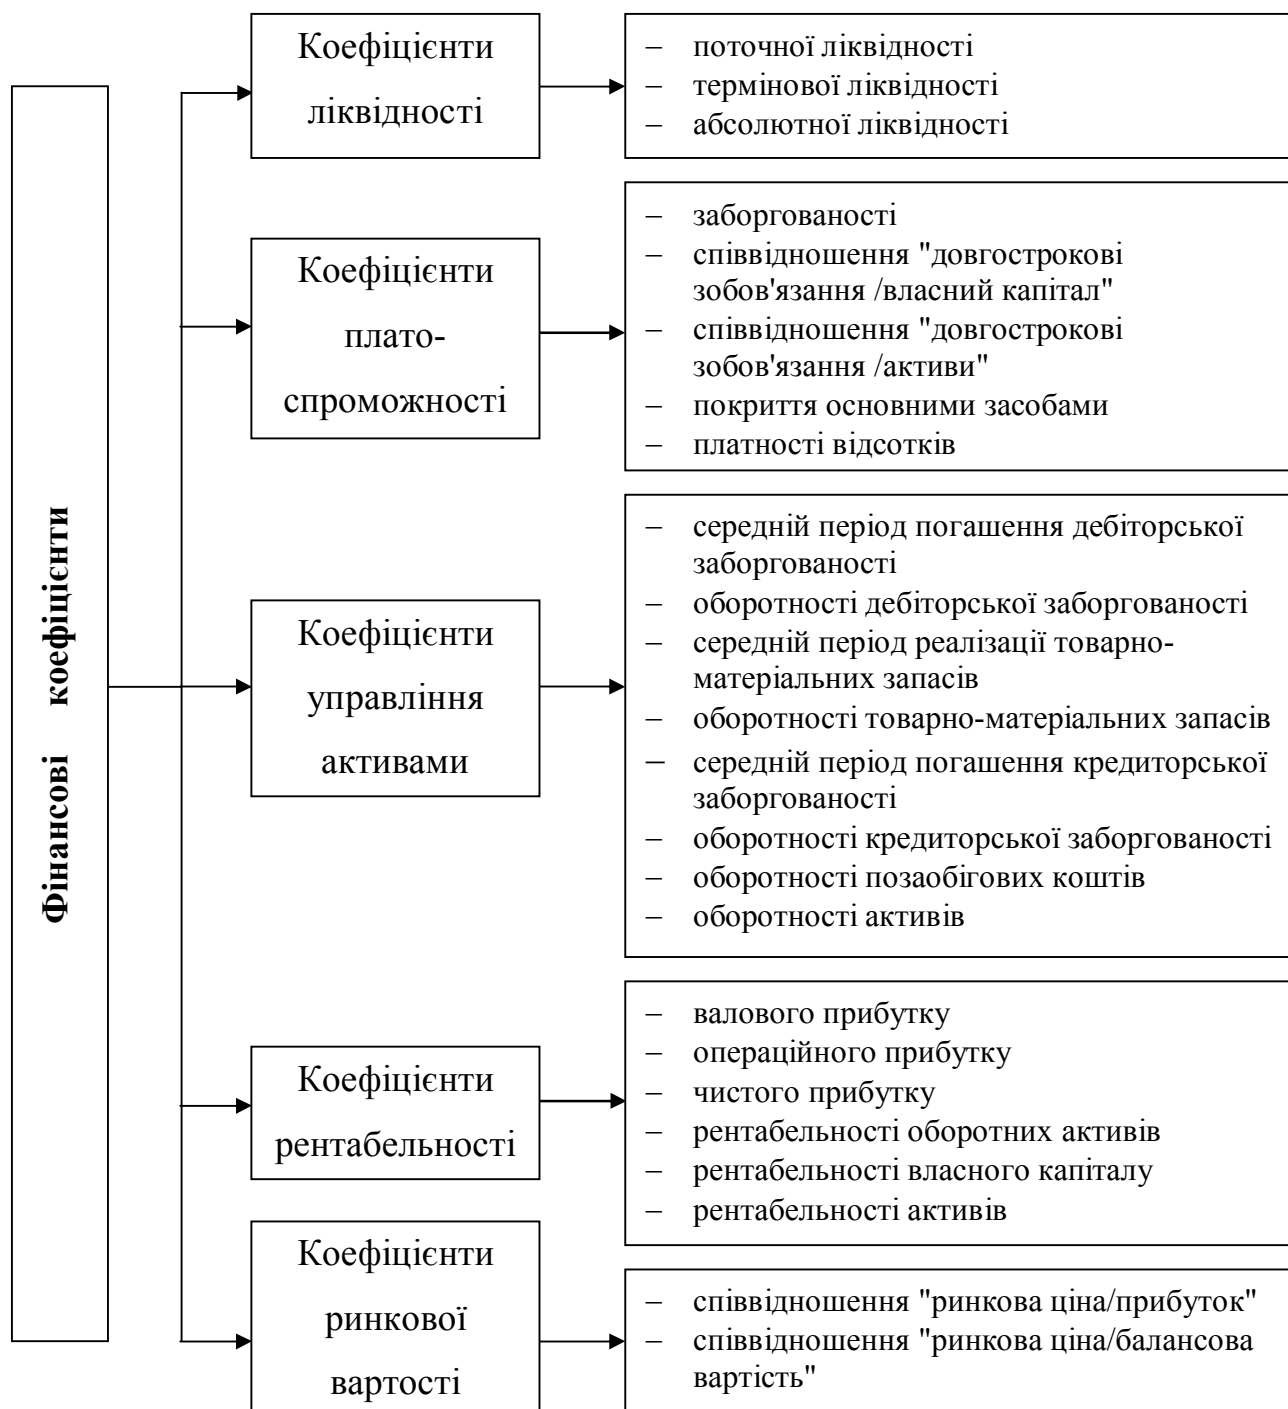 Фінансові коефіцієнти
Коефіцієнти
ліквідності
– поточної ліквідності
– термінової ліквідності
– абсолютної ліквідності
Коефіцієнти
плато-
спроможності
– заборгованості
– співвідношення "довгострокові
зобов'язання /власний капітал"
– співвідношення "довгострокові
зобов'язання /активи"
– покриття основними засобами
– платності відсотків
Коефіцієнти
управління
активами
– середній період погашення дебіторської
заборгованості
– оборотності дебіторської заборгованості
– середній період реалізації товарно-
матеріальних запасів
– оборотності товарно-матеріальних запасів
– середній період погашення кредиторської
заборгованості
– оборотності кредиторської заборгованості
– оборотності позаобігових коштів
– оборотності активів
Коефіцієнти
рентабельності
– валового прибутку
– операційного прибутку
– чистого прибутку
– рентабельності оборотних активів
– рентабельності власного капіталу
– рентабельності активів
Коефіцієнти
ринкової
вартості
– співвідношення "ринкова ціна/прибуток"
– співвідношення "ринкова ціна/балансова
вартість"